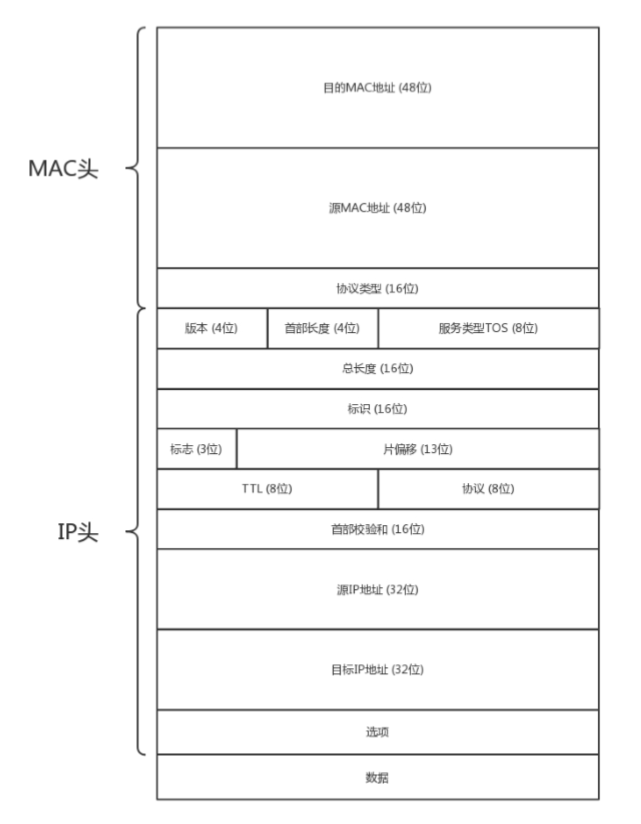 目的MAC地址 (48位)
MAC头
源MAC地址 (48位)
协议类型 (16位)
版本 (4位) 首部长度 (4位) 服务类型TOS (8位)
总长度 (16位)
标识 (16位)
标志 (3位) 片偏移 (13位)
TTL (8位) 协议 (8位)
IP头
首部校验和 (16位)
源IP地址 (32位)
目标IP地址 (32位)
选项
数据